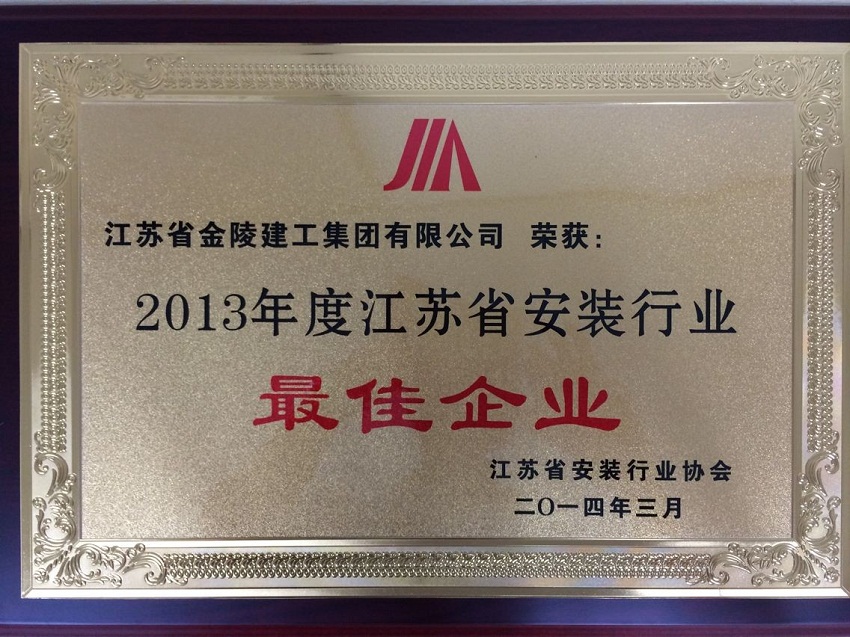 江苏省金陵建工集团有限公司 荣获：
2013年度江苏省安装行业
最佳企业
江苏省安装行业协会
二〇一四年三月